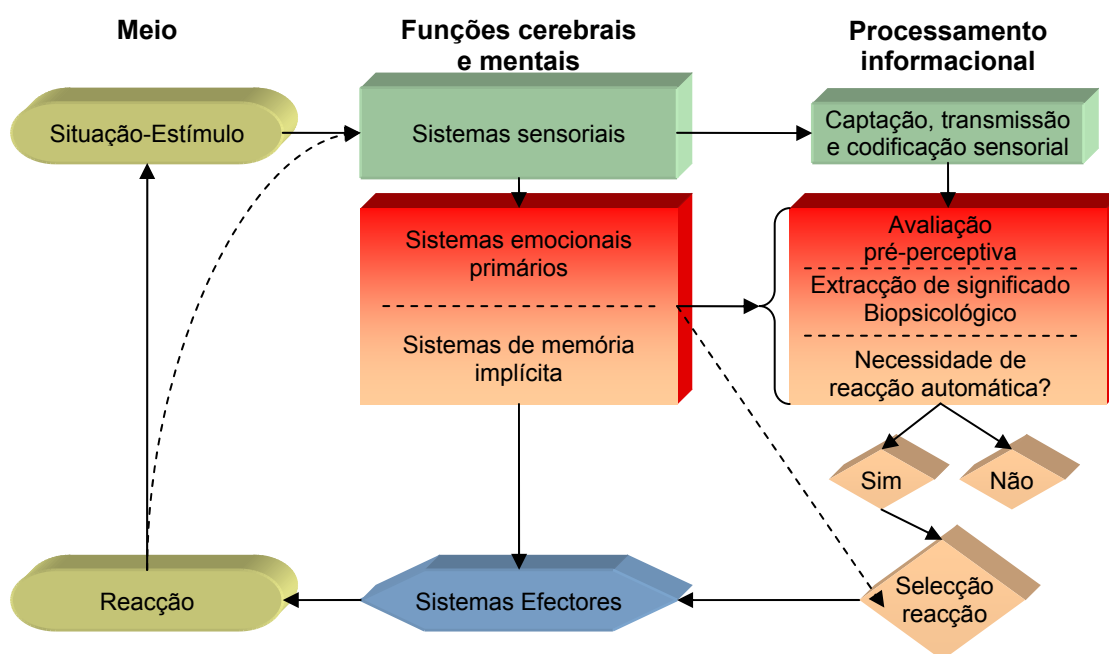 Meio
Funções cerebrais
e mentais
Processamento
informacional
Situação-Estímulo
Sistemas sensoriais
Captação, transmissão
e codificação sensorial
Sistemas emocionais
primários
Sistemas de memória
implícita
Avaliação
pré-perceptiva
Extracção de significado
Biopsicológico
Necessidade de
reacção automática?
Sim
Não
Reacção
Sistemas Efectores
Selecção
reacção